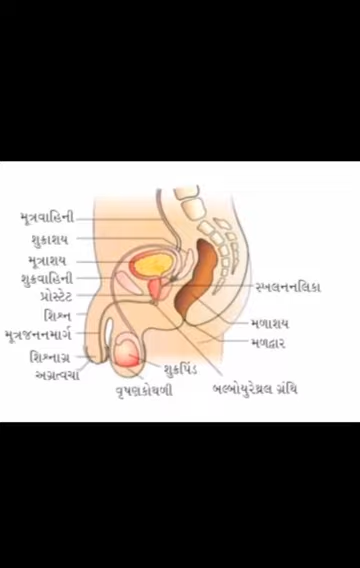 મૂત્રવાહિની
શુક્રાશય
મૂત્રાશય
શુક્રવાહિની
પ્રોસ્ટેટ
શિશ્ન
મૂત્રજનનમાર્ગ
શિશ્નાગ્ર
અગ્રત્વચા
વૃષણકોથળી
શુક્રપિંડ
સ્ખલનનલિકા
મળાશય
મળદ્વાર
બલ્બોયુરેથ્રલ ગ્રંથિ